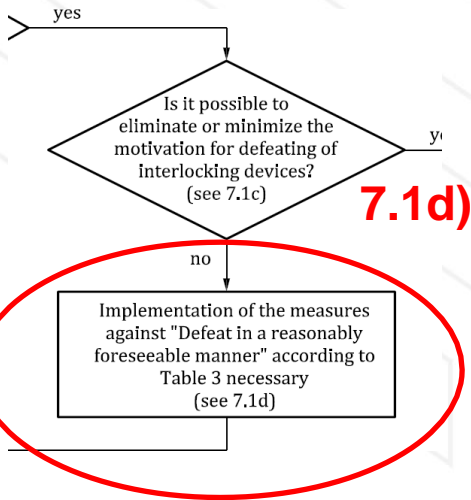 yes
Is it possible to
eliminate or minimize the
motivation for defeating of
interlocking devices?
(see 7.1c)
7.1d)
no
Implementation of the measures
against "Defeat in a reasonably
foreseeable manner" according to
Table 3 necessary
(see 7.1d)